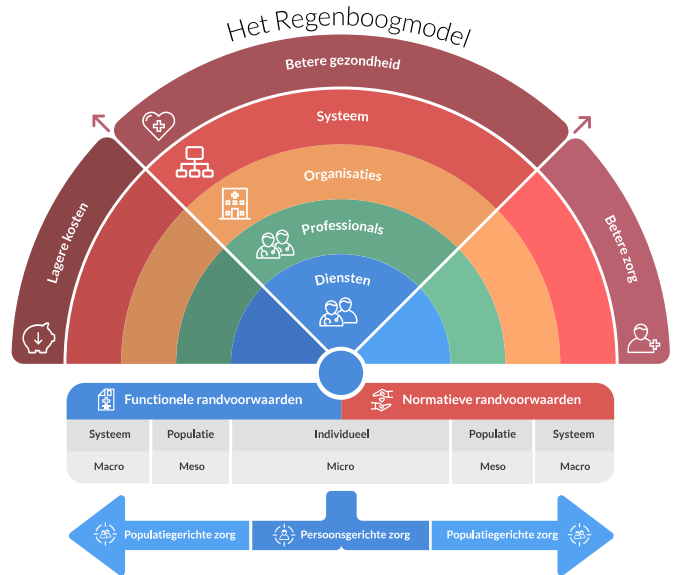 Het Regenboogmodel
Betere gezondheid
Systeem
Organisaties
Professionals
Diensten
Lagere kosten
Betere zorg
Functionele randvoorwaarden
Normatieve randvoorwaarden
Systeem Populatie Individueel Populatie Systeem
Macro Meso Micro Meso Macro
Populatiegerichte zorg Persoonsgerichte zorg Populatiegerichte zorg